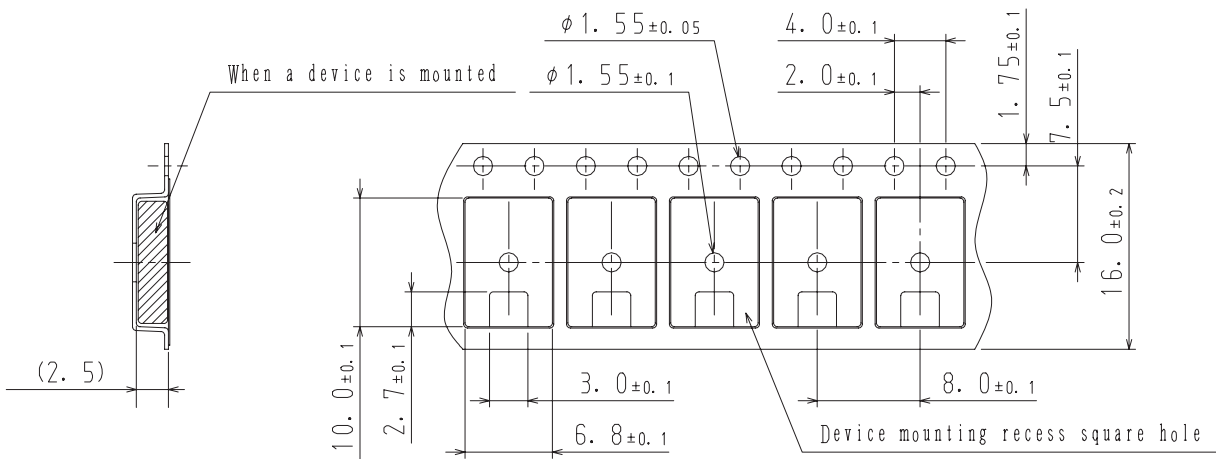 φ1.55±0.05
4.0±0.1
When a device is mounted
φ1.55±0.1
2.0±0.1
1.75±0.1
7.5±0.1
16.0±0.2
(2.5)
10.0±0.1
2.7±0.1
3.0±0.1
8.0±0.1
6.8±0.1
Device mounting recess square hole